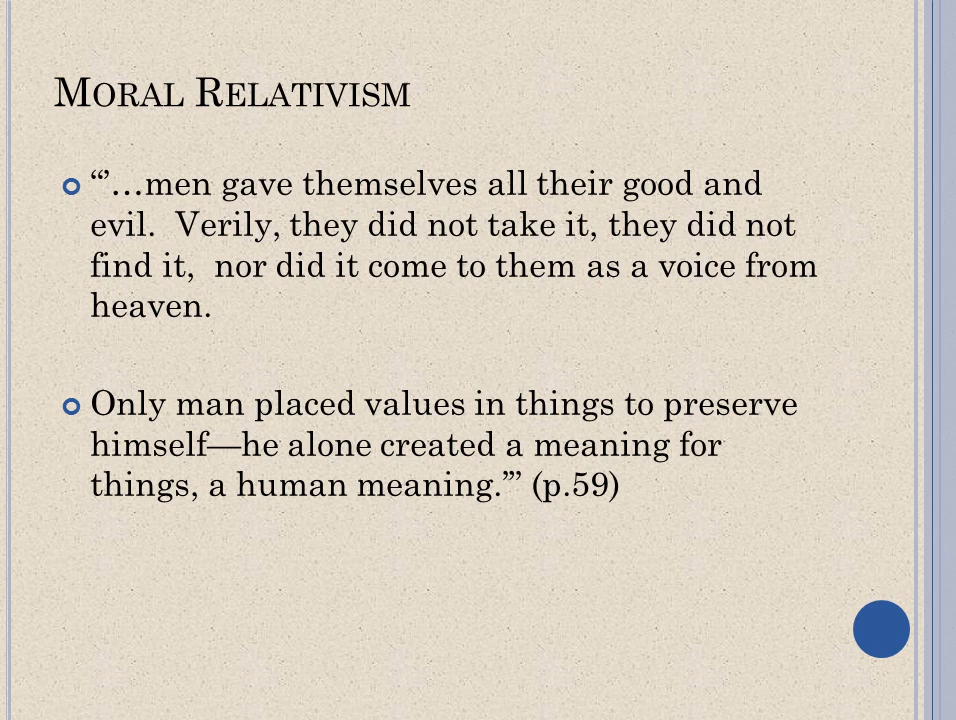 MORAL RELATIVISM
“’…men gave themselves all their good and
evil. Verily, they did not take it, they did not
find it, nor did it come to them as a voice from
heaven.
Only man placed values in things to preserve
himself—he alone created a meaning for
things, a human meaning.’” (p.59)